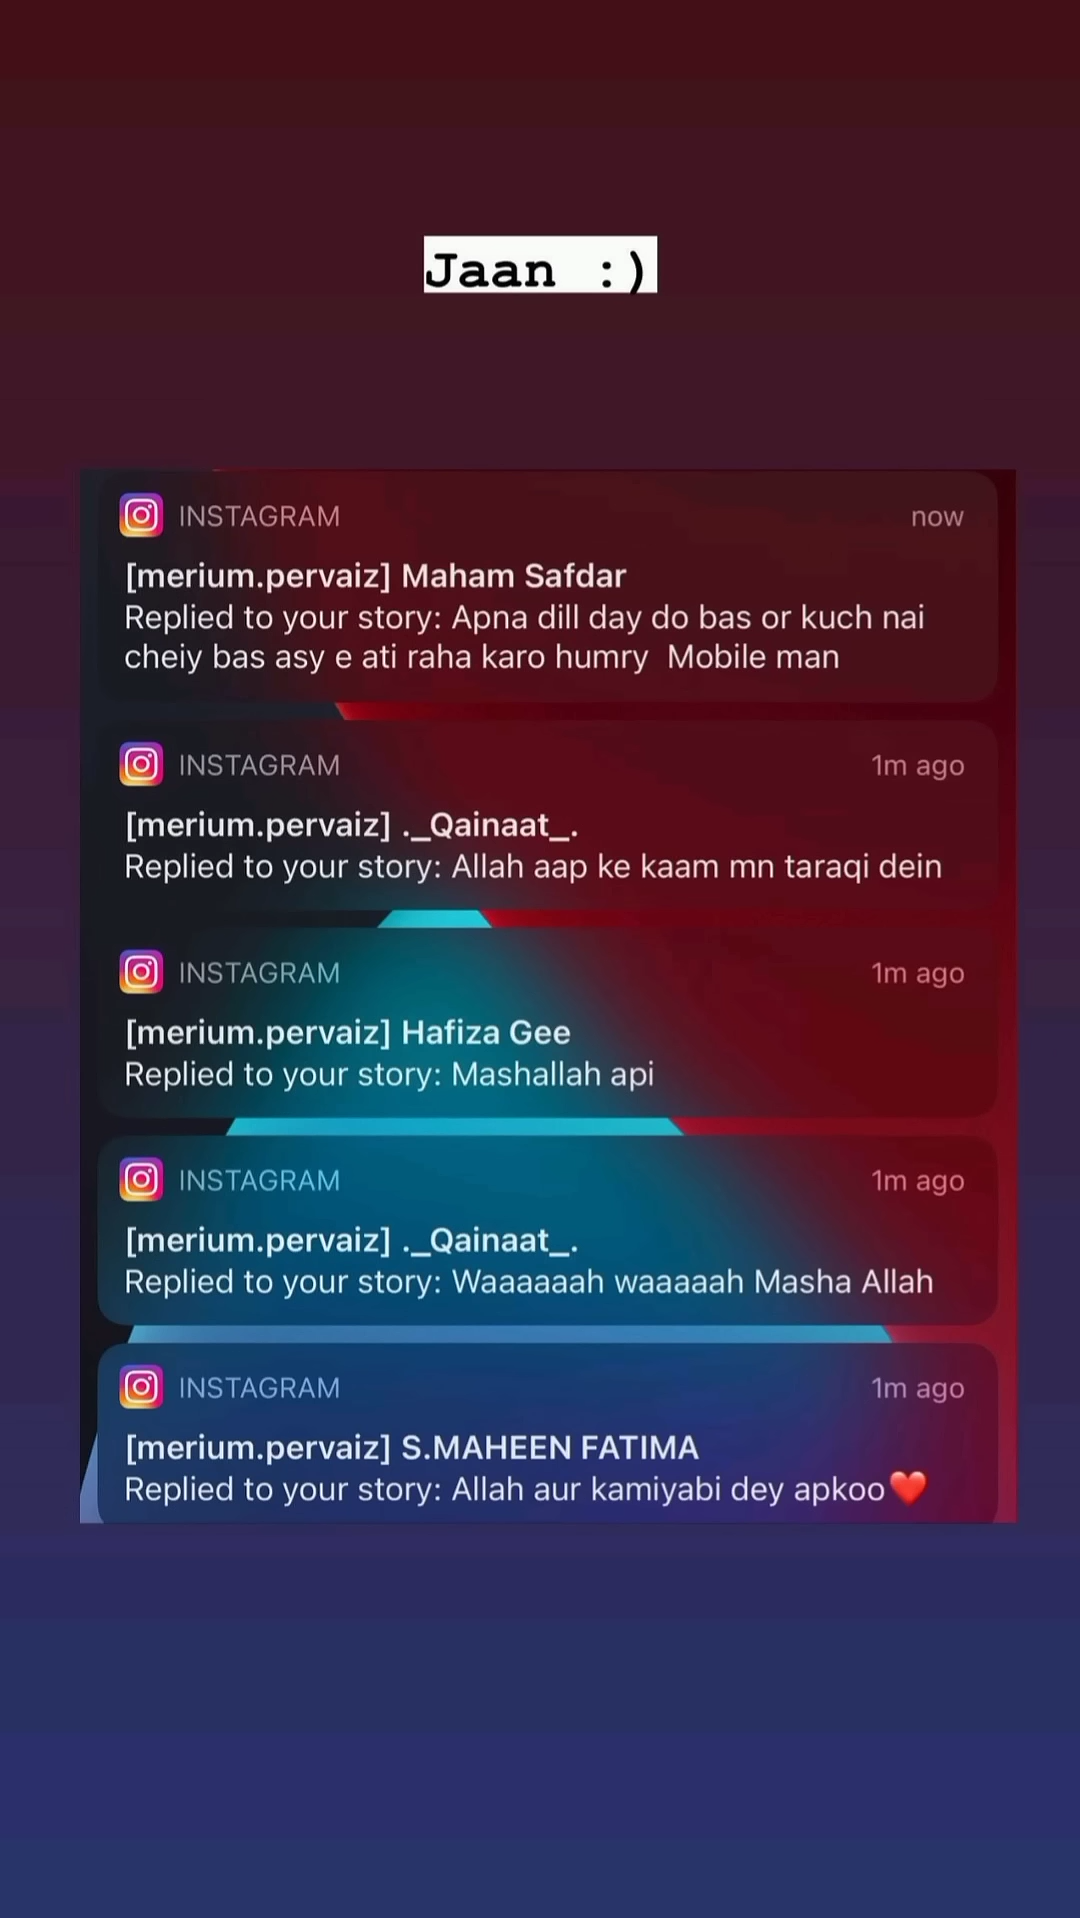 Jaan :)
INSTAGRAM
now
[merium.pervaiz] Maham Safdar
Replied to your story: Apna dill day do bas or kuch nai
cheiy bas asy e ati raha karo humry  Mobile man
INSTAGRAM
1m ago
[merium.pervaiz] ._Qainaat_.
Replied to your story: Allah aap ke kaam mn taraqi dein
INSTAGRAM
1m ago
[merium.pervaiz] Hafiza Gee
Replied to your story: Mashallah api
INSTAGRAM
1m ago
[merium.pervaiz] ._Qainaat_.
Replied to your story: Waaaaaah waaaaah Masha Allah
INSTAGRAM
1m ago
[merium.pervaiz] S.MAHEEN FATIMA
Replied to your story: Allah aur kamiyabi dey apkoo❤️